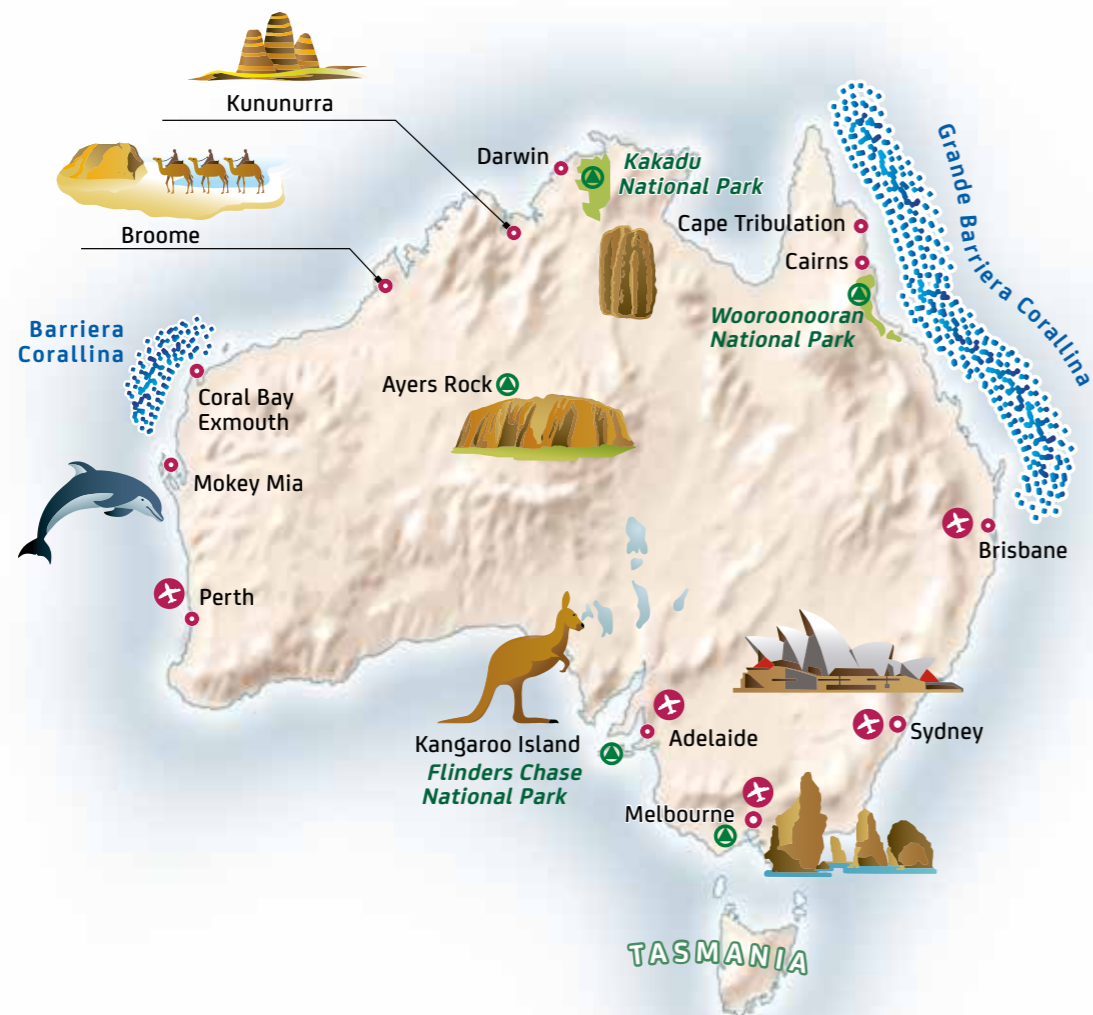 Kununurra
Darwin
Kakadu
National Park
Broome
Cape Tribulation
Cairns
Grande Barriera Corallina
Wooroonooran
National Park
Barriera
Corallina
Ayers Rock
Coral Bay
Exmouth
Mokey Mia
Brisbane
Perth
Kangaroo Island
Flinders Chase
National Park
Adelaide
Sydney
Melbourne
TASMANIA